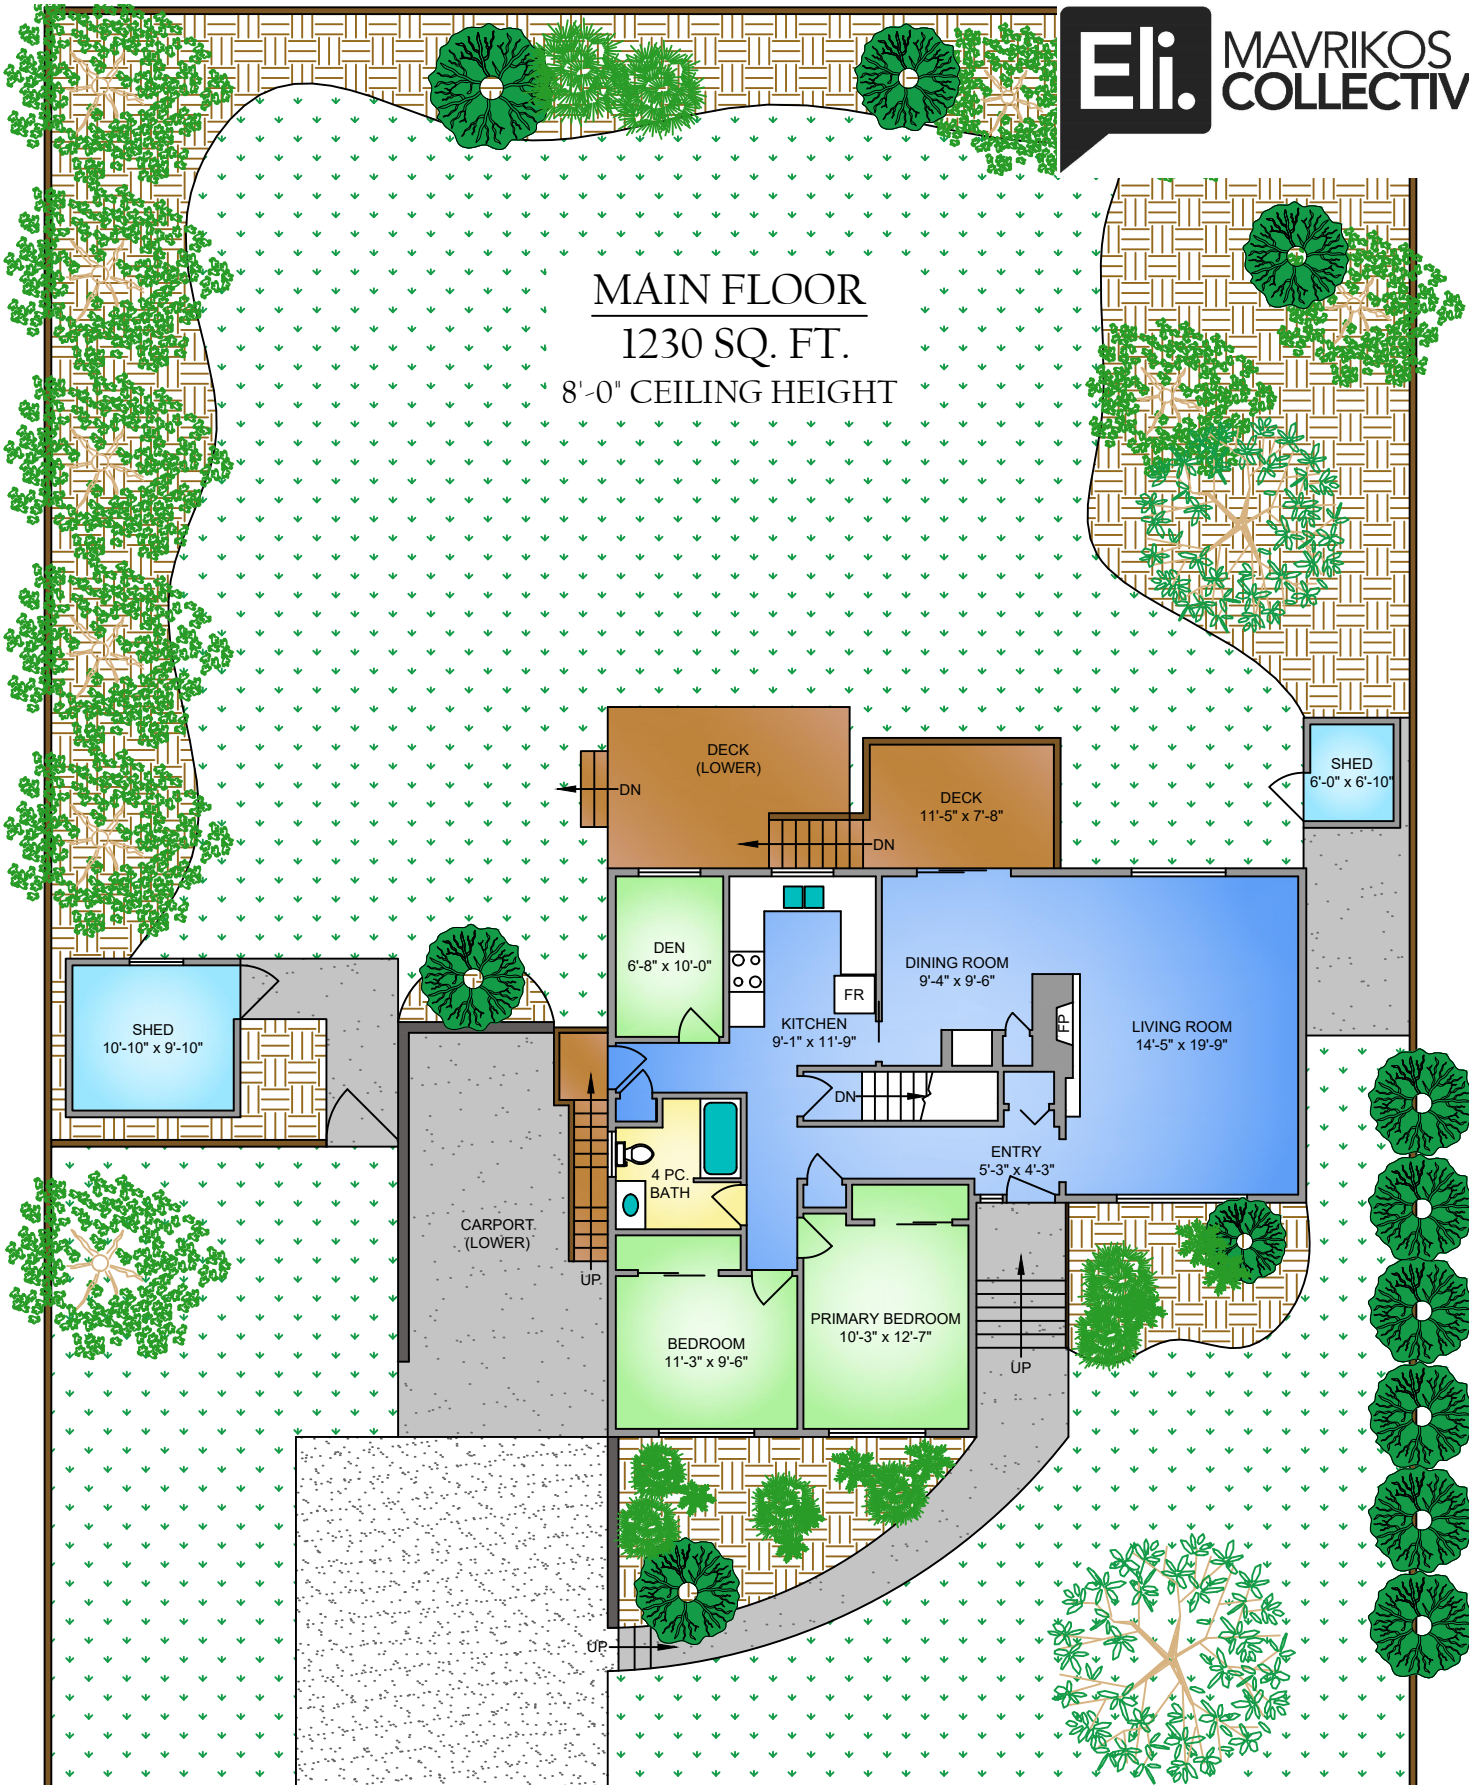 Eli.
MAVRIKOS
COLLECTIV
MAIN FLOOR
1230 SQ. FT.
8'-0" CEILING HEIGHT
DECK
(LOWER)
DN
DECK
11'-5" x 7'-8"
DN
SHED
6'-0" x 6'-10"
DEN
6'-8" x 10'-0"
DINING ROOM
9'-4" x 9'-6"
FR
KITCHEN
9'-1" x 11'-9"
FP
LIVING ROOM
14'-5" x 19'-9"
SHED
10'-10" x 9'-10"
DN
ENTRY
5'-3" x 4'-3"
4 PC.
BATH
CARPORT
(LOWER)
UP
PRIMARY BEDROOM
10'-3" x 12'-7"
BEDROOM
11'-3" x 9'-6"
UP
UP